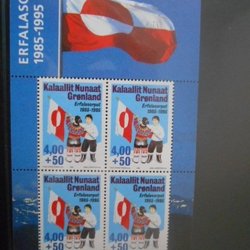 ERFALASO
1985-1995
Kalaallit Nunaat
Grønland
Erfalasorput
1985-1995
4,00
+50
Kalaallit Nunaat
Grønland
Erfalasorput
1985-1995
4,00
+50
Kalaallit Nunaat
Grønland
Erfalasorput
1985-1995
4,00
+50
Kalaallit Nunaat
Grønland
Erfalasorput
1985-1995
4,00
+50